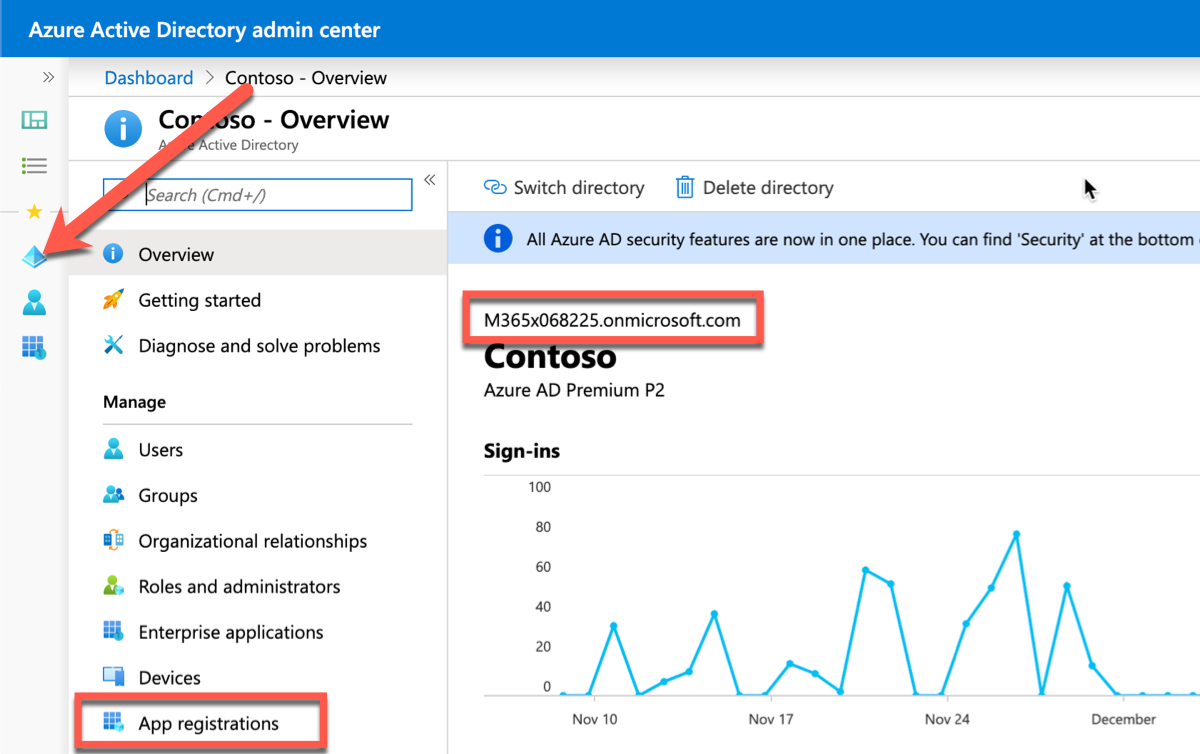 Azure Active Directory admin center
Dashboard > Contoso - Overview
Contoso - Overview
Azure Active Directory
Search (Cmd+/)
Overview
Getting started
Diagnose and solve problems
Manage
Users
Groups
Organizational relationships
Roles and administrators
Enterprise applications
Devices
App registrations
Switch directory
Delete directory
All Azure AD security features are now in one place. You can find 'Security' at the bottom
M365x068225.onmicrosoft.com
Contoso
Azure AD Premium P2
Sign-ins
100
80
60
40
20
0
Nov 10 Nov 17 Nov 24 December